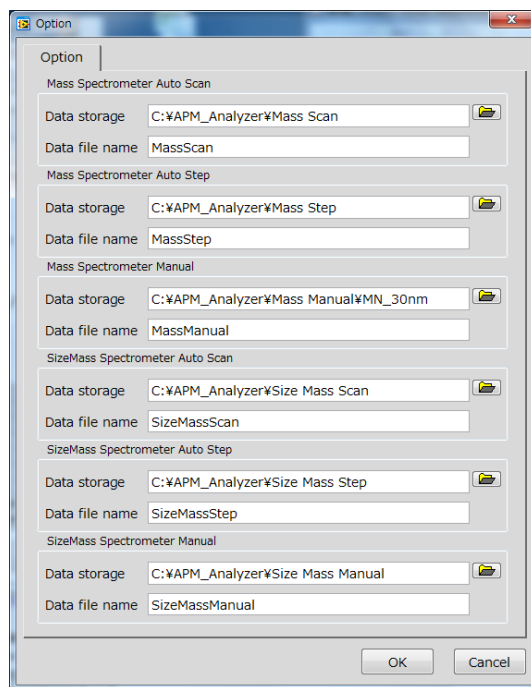 Option
Option
Mass Spectrometer Auto Scan
Data storage C:¥APM_Analyzer¥Mass Scan
Data file name MassScan
Mass Spectrometer Auto Step
Data storage C:¥APM_Analyzer¥Mass Step
Data file name MassStep
Mass Spectrometer Manual
Data storage C:¥APM_Analyzer¥Mass Manual¥MN_30nm
Data file name MassManual
SizeMass Spectrometer Auto Scan
Data storage C:¥APM_Analyzer¥Size Mass Scan
Data file name SizeMassScan
SizeMass Spectrometer Auto Step
Data storage C:¥APM_Analyzer¥Size Mass Step
Data file name SizeMassStep
SizeMass Spectrometer Manual
Data storage C:¥APM_Analyzer¥Size Mass Manual
Data file name SizeMassManual
OK Cancel